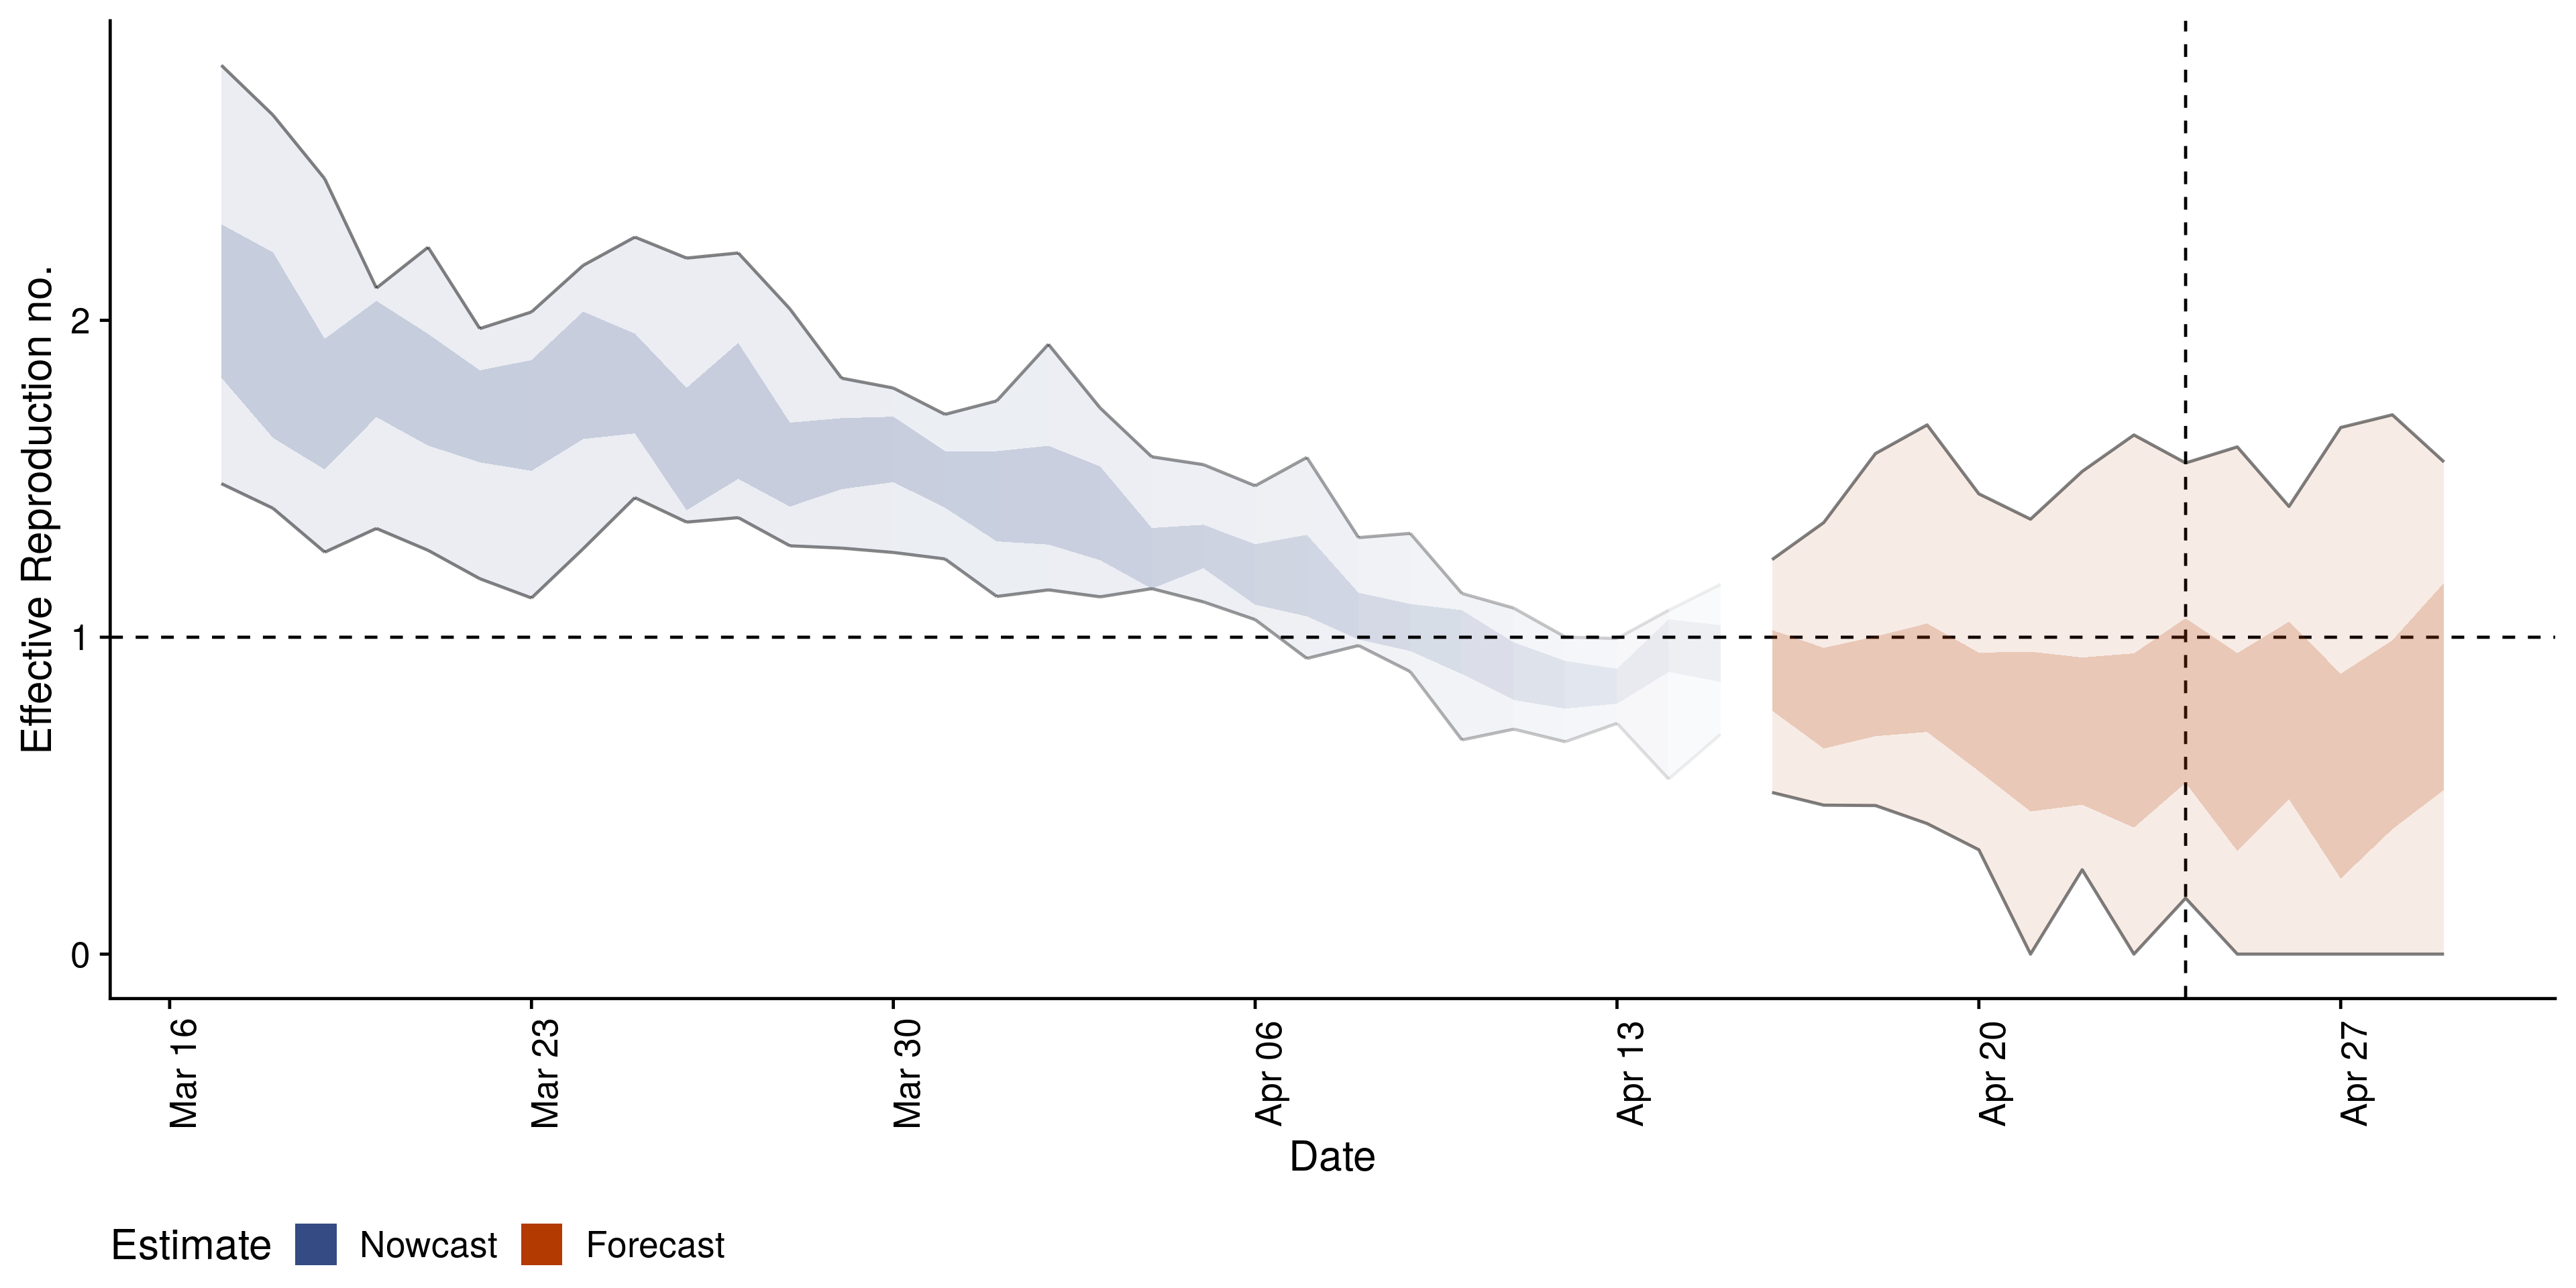 Effective Reproduction no.
2
1
0
Mar 16
Mar 23
Mar 30
Apr 06
Apr 13
Apr 20
Apr 27
Date
Estimate Nowcast Forecast